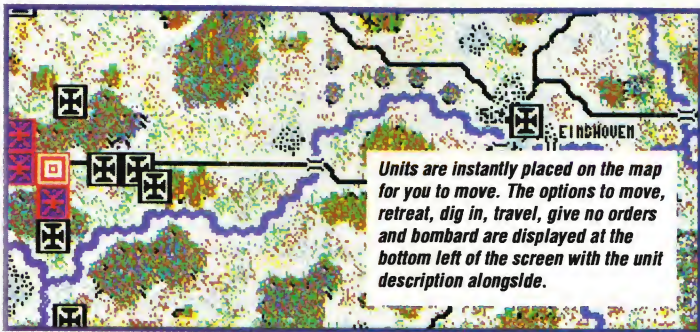 EINDHOVEN
Units are instantly placed on the map
for you to move. The options to move,
retreat, dig in, travel, give no orders
and bombard are displayed at the
bottom left of the screen with the unit
description alongside.